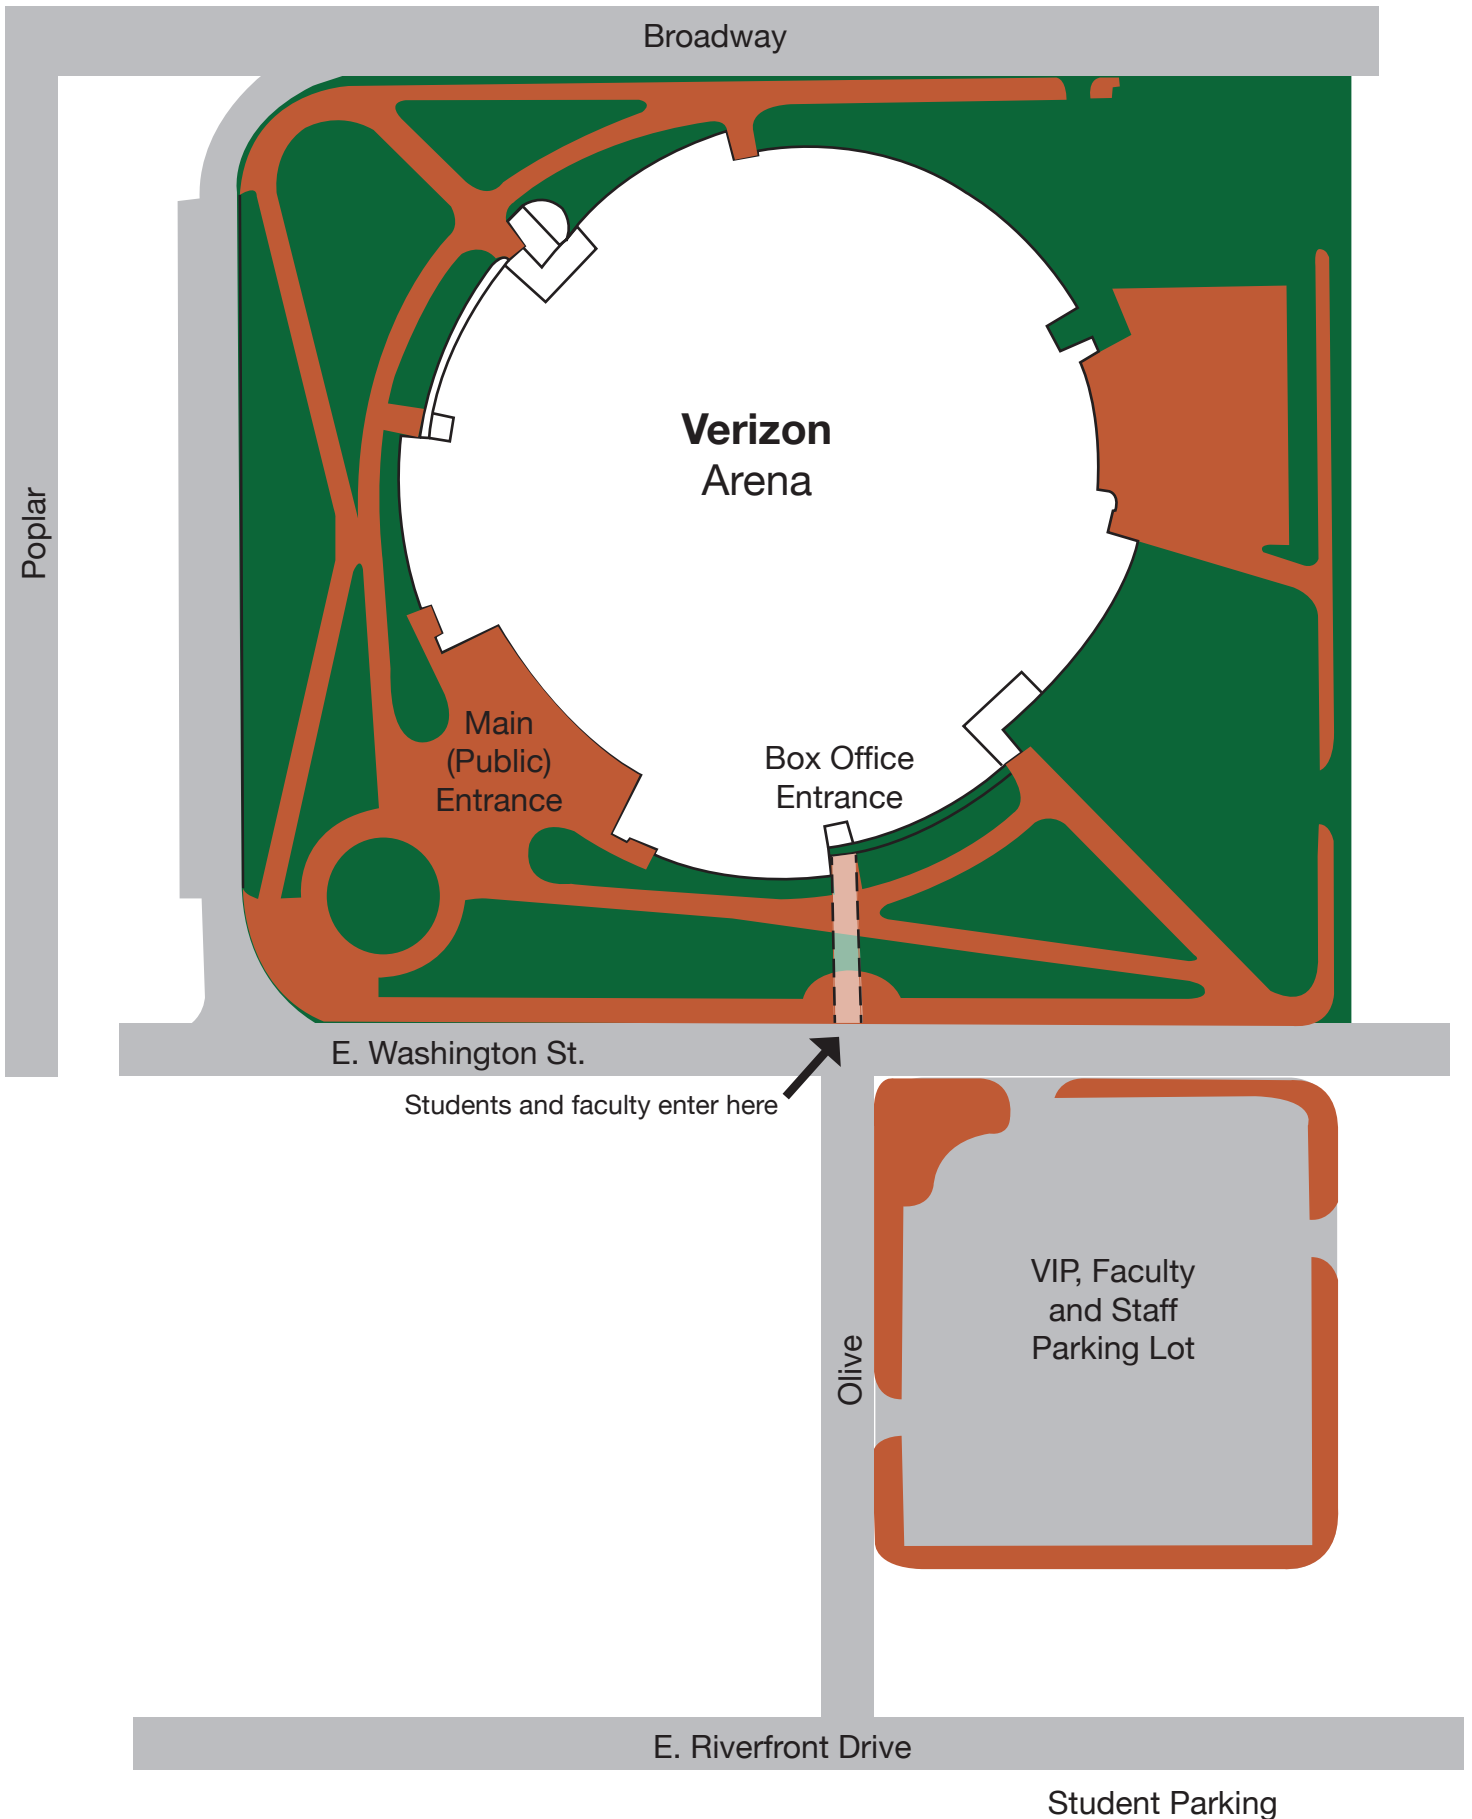 Broadway
Poplar
Verizon
Arena
Main
(Public)
Entrance
Box Office
Entrance
E. Washington St.
Students and faculty enter here
VIP, Faculty
and Staff
Parking Lot
Olive
E. Riverfront Drive
Student Parking